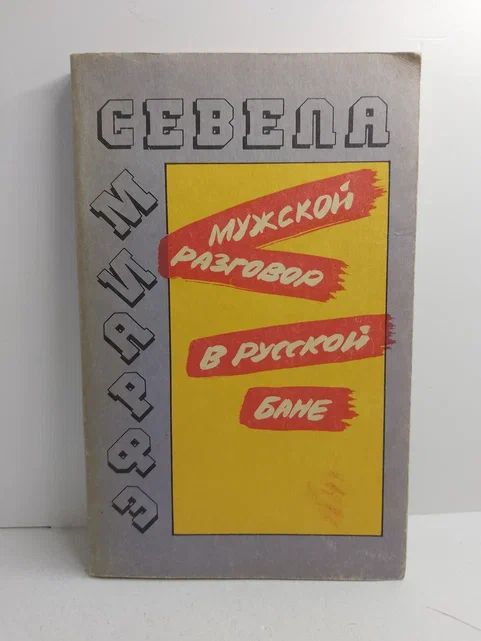 ЭФРАИМ
СЕВЕЛА
МУЖСКОЙ
РАЗГОВОР
В РУССКОЙ
БАНЕ